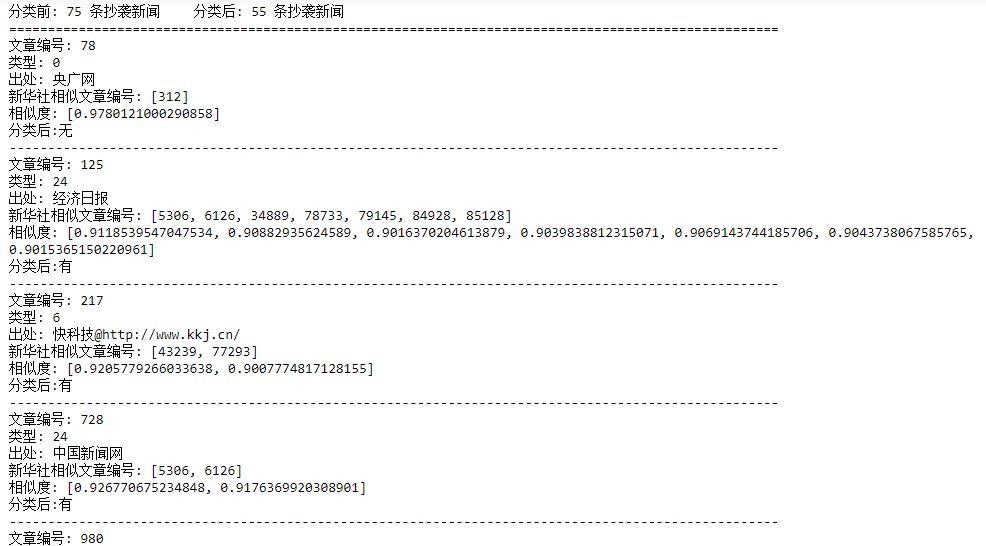 分类前: 75 条抄袭新闻    分类后: 55 条抄袭新闻
====================================================================================================
文章编号: 78
类型: 0
出处: 央广网
新华社相似文章编号: [312]
相似度: [0.9780121000290858]
分类后:无
----------------------------------------------------------------------------------------------------
文章编号: 125
类型: 24
出处: 经济日报
新华社相似文章编号: [5306, 6126, 34889, 78733, 79145, 84928, 85128]
相似度: [0.9118539547047534, 0.90882935624589, 0.9016370204613879, 0.9039838812315071, 0.9069143744185706, 0.9043738067585765,
0.9015365150220961]
分类后:有
----------------------------------------------------------------------------------------------------
文章编号: 217
类型: 6
出处: 快科技@http://www.kkj.cn/
新华社相似文章编号: [43239, 77293]
相似度: [0.9205779266033638, 0.9007774817128155]
分类后:有
----------------------------------------------------------------------------------------------------
文章编号: 728
类型: 24
出处: 中国新闻网
新华社相似文章编号: [5306, 6126]
相似度: [0.926770675234848, 0.9176369920308901]
分类后:有
----------------------------------------------------------------------------------------------------
文章编号: 980